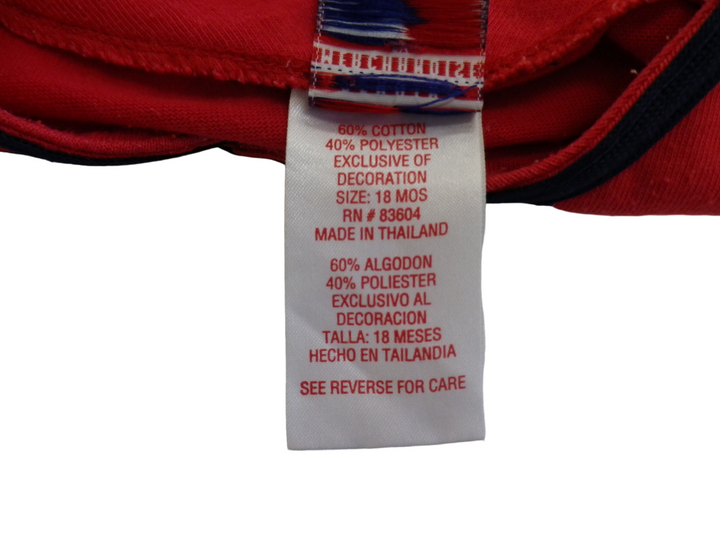 MERCHANDIZE
60% COTTON
40% POLYESTER
EXCLUSIVE OF
DECORATION
SIZE: 18 MOS
RN # 83604
MADE IN THAILAND
60% ALGODON
40% POLIESTER
EXCLUSIVO AL
DECORACION
TALLA: 18 MESES
HECHO EN TAILANDIA
SEE REVERSE FOR CARE